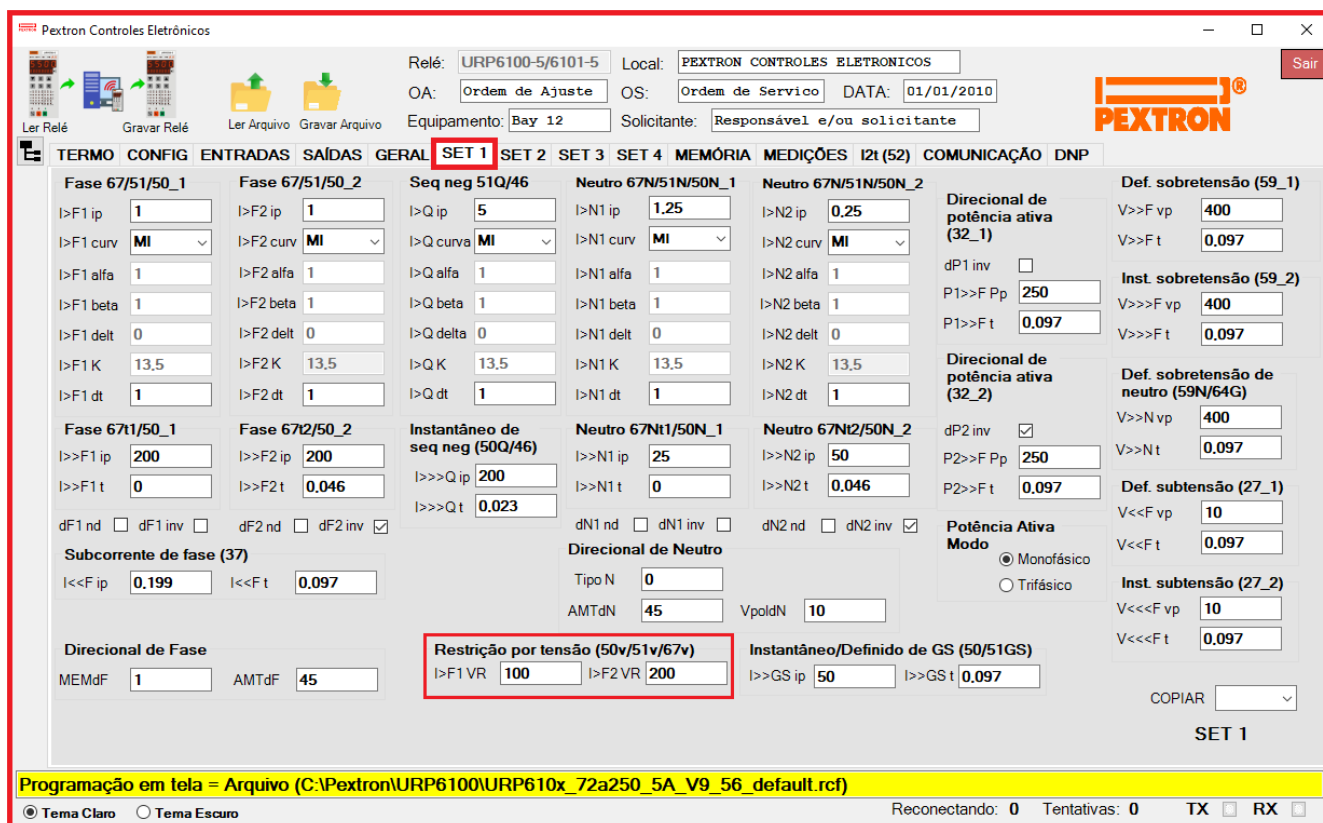 Pextron Controles Eletrônicos
Ler Relé
Gravar Relé
Ler Arquivo
Gravar Arquivo
Relé: URP6100-5/6101-5 Local: PEXTRON CONTROLES ELETRONICOS
OA: Ordem de Ajuste OS: Ordem de Servico DATA: 01/01/2010
Equipamento: Bay 12 Solicitante: Responsável e/ou solicitante
PEXTRON®
Sair
TERMO CONFIG ENTRADAS SAÍDAS GERAL SET 1 SET 2 SET 3 SET 4 MEMÓRIA MEDIÇÕES I2t (52) COMUNICAÇÃO DNP
Fase 67/51/50_1
I>F1 ip 1
I>F1 curv MI
I>F1 alfa 1
I>F1 beta 1
I>F1 delt 0
I>F1 K 13,5
I>F1 dt 1
Fase 67/51/50_2
I>F2 ip 1
I>F2 curv MI
I>F2 alfa 1
I>F2 beta 1
I>F2 delt 0
I>F2 K 13,5
I>F2 dt 1
Seq neg 51Q/46
I>Q ip 5
I>Q curva MI
I>Q alfa 1
I>Q beta 1
I>Q delta 0
I>Q K 13,5
I>Q dt 1
Neutro 67N/51N/50N_1
I>N1 ip 1,25
I>N1 curv MI
I>N1 alfa 1
I>N1 beta 1
I>N1 delt 0
I>N1 K 13,5
I>N1 dt 1
Neutro 67N/51N/50N_2
I>N2 ip 0,25
I>N2 curv MI
I>N2 alfa 1
I>N2 beta 1
I>N2 delt 0
I>N2 K 13,5
I>N2 dt 1
Direcional de
potência ativa
(32_1)
dP1 inv
P1>>F Pp 250
P1>>F t 0,097
Direcional de
potência ativa
(32_2)
dP2 inv
P2>>F Pp 250
P2>>F t 0,097
Potência Ativa
Modo
Monofásico
Trifásico
Def. sobretensão (59_1)
V>>F vp 400
V>>F t 0,097
Inst. sobretensão (59_2)
V>>>F vp 400
V>>>F t 0,097
Def. sobretensão de
neutro (59N/64G)
V>>N vp 400
V>>N t 0,097
Def. subtensão (27_1)
V<<F vp 10
V<<F t 0,097
Inst. subtensão (27_2)
V<<<F vp 10
V<<<F t 0,097
Fase 67t1/50_1
I>>F1 ip 200
I>>F1 t 0
dF1 nd dF1 inv
Fase 67t2/50_2
I>>F2 ip 200
I>>F2 t 0,046
dF2 nd dF2 inv
Instantâneo de
seq neg (50Q/46)
I>>>Q ip 200
I>>>Q t 0,023
Neutro 67Nt1/50N_1
I>>N1 ip 25
I>>N1 t 0
dN1 nd dN1 inv
Neutro 67Nt2/50N_2
I>>N2 ip 50
I>>N2 t 0,046
dN2 nd dN2 inv
Subcorrente de fase (37)
I<<F ip 0,199 I<<F t 0,097
Direcional de Neutro
Tipo N 0
AMTdN 45 VpoldN 10
Direcional de Fase
MEMdF 1 AMTdF 45
Restrição por tensão (50v/51v/67v)
I>F1 VR 100 I>F2 VR 200
Instantâneo/Definido de GS (50/51GS)
I>>GS ip 50 I>>GS t 0,097
COPIAR
SET 1
Programação em tela = Arquivo (C:\Pextron\URP6100\URP610x_72a250_5A_V9_56_default.rcf)
Tema Claro Tema Escuro Reconectando: 0 Tentativas: 0 TX RX